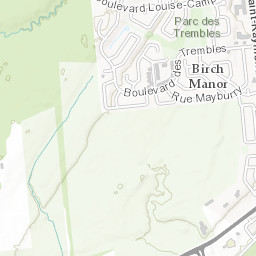 Boulevard Louise-Camp
Parc des
Trembles
Boulevard des Trembles
Birch
Manor
Rue Mayburry